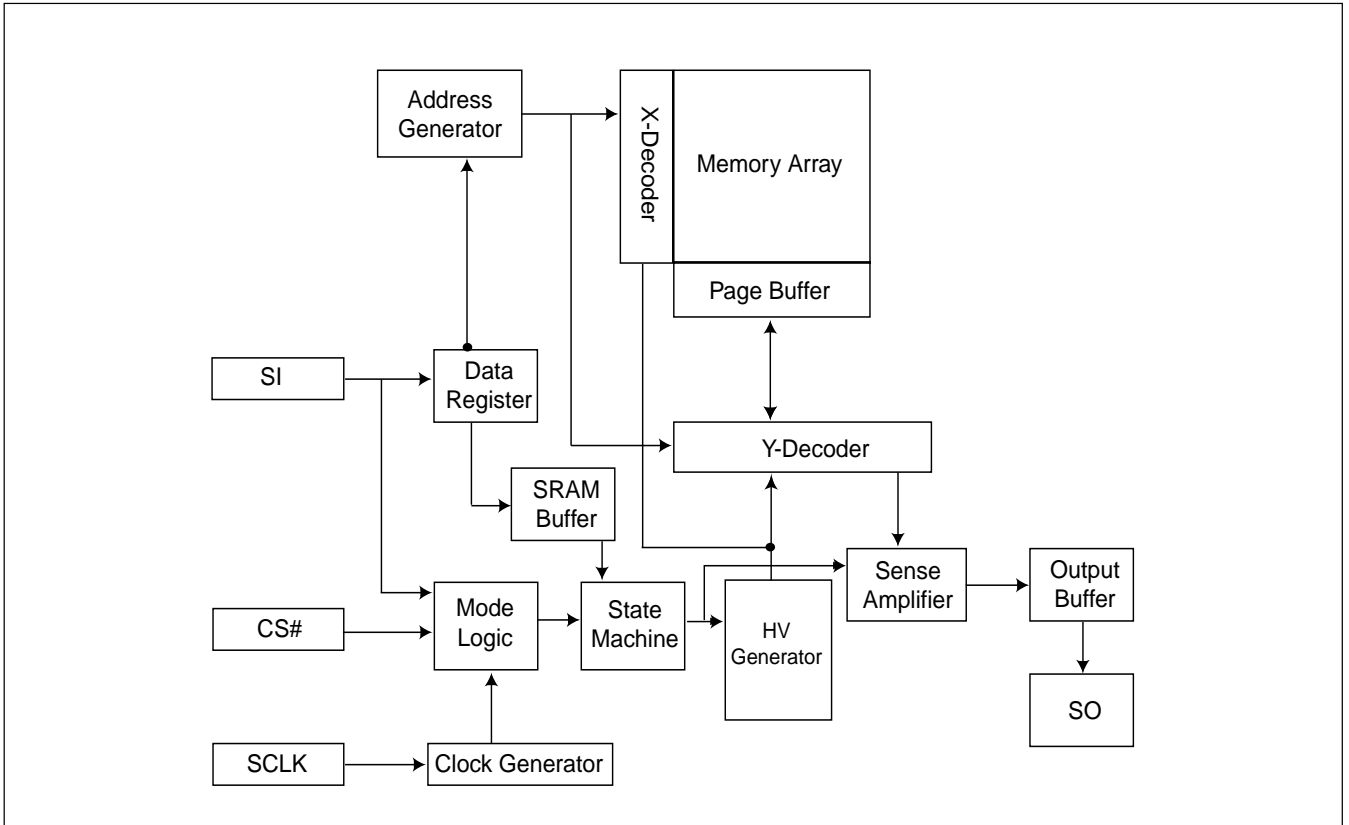 Address
Generator
X-Decoder
Memory Array
Page Buffer
SI
Data
Register
Y-Decoder
SRAM
Buffer
Sense
Amplifier
Output
Buffer
CS#
Mode
Logic
State
Machine
HV
Generator
SO
SCLK
Clock Generator